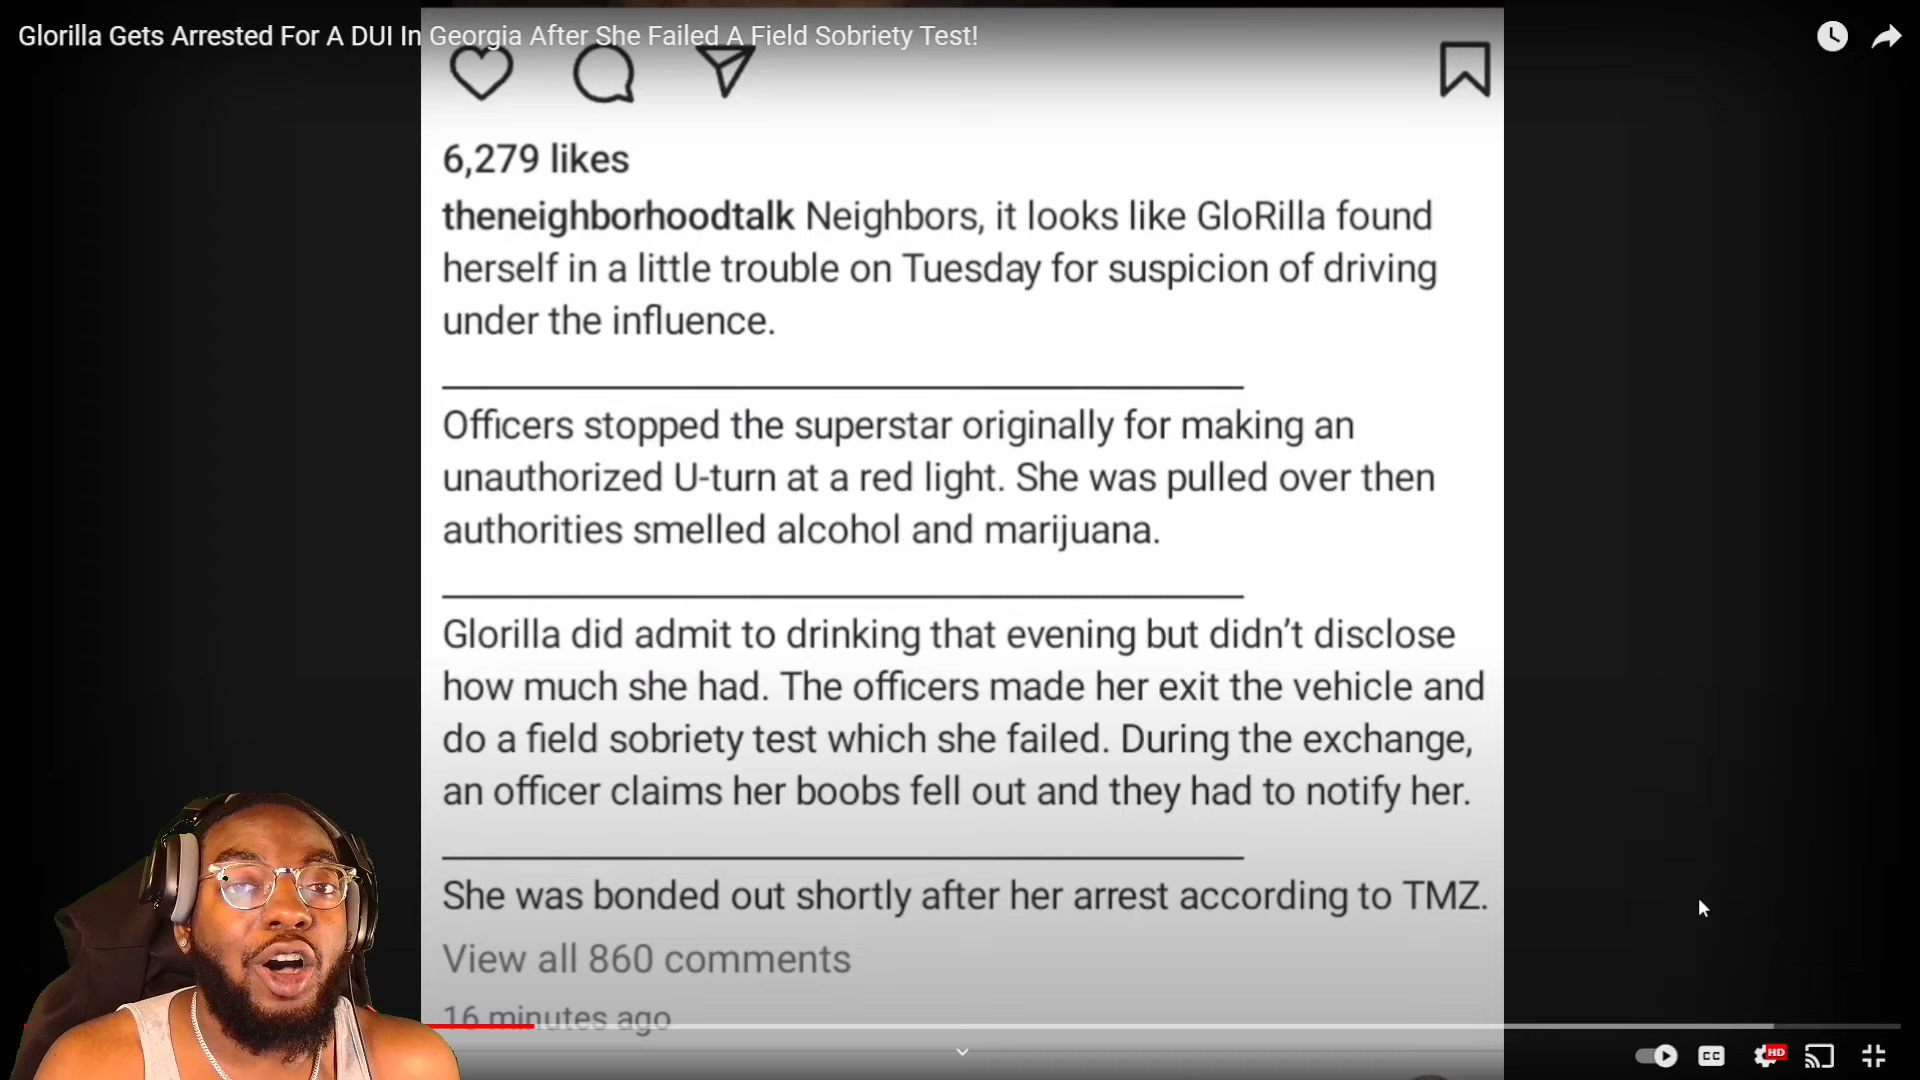 Glorilla Gets Arrested For A DUI In Georgia After She Failed A Field Sobriety Test!
6,279 likes
theneighborhoodtalk Neighbors, it looks like GloRilla found
herself in a little trouble on Tuesday for suspicion of driving
under the influence.
Officers stopped the superstar originally for making an
unauthorized U-turn at a red light. She was pulled over then
authorities smelled alcohol and marijuana.
Glorilla did admit to drinking that evening but didn’t disclose
how much she had. The officers made her exit the vehicle and
do a field sobriety test which she failed. During the exchange,
an officer claims her boobs fell out and they had to notify her.
She was bonded out shortly after her arrest according to TMZ.
View all 860 comments
16 minutes ago
CC HD